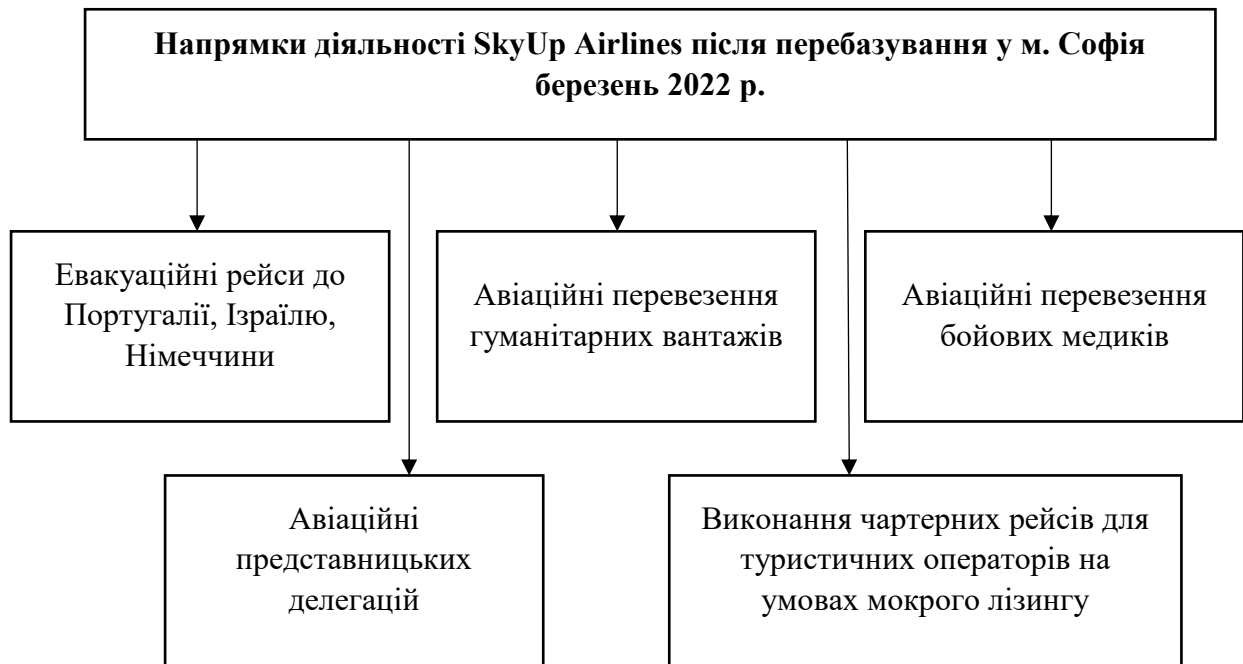 Напрямки діяльності SkyUp Airlines після перебазування у м. Софія
березень 2022 р.
Евакуаційні рейси до
Португалії, Ізраїлю,
Німеччини
Авіаційні перевезення
гуманітарних вантажів
Авіаційні перевезення
бойових медиків
Авіаційні
представницьких
делегацій
Виконання чартерних рейсів для
туристичних операторів на
умовах мокрого лізингу